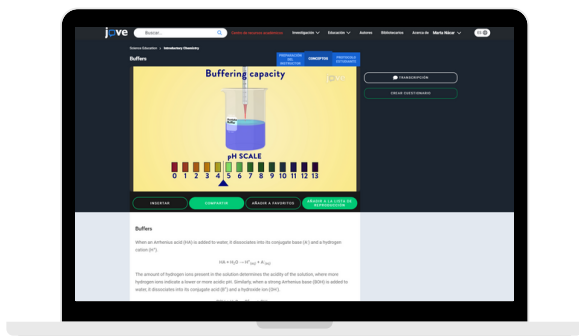 jove
Buscar...
Centro de recursos académicos
Investigación
Educación
Autores
Bibliotecarios
Acerca de
Marta Núcar
ES
Science Education
Introductory Chemistry
Buffers
PREPARACIÓN DEL INSTRUCTOR
CONCEPTOS
PROTOCOLO ESTUDIANTE
Buffering capacity
Buffer
pH SCALE
0 1 2 3 4 5 6 7 8 9 10 11 12 13
TRANSCRIPCIÓN
CREAR CUESTIONARIO
INSERTAR
COMPARTIR
AÑADIR A FAVORITOS
AÑADIR A LA LISTA DE
REPRODUCCIÓN
Buffers
When an Arrhenius acid (HA) is added to water, it dissociates into its conjugate base (A⁻) and a hydrogen
cation (H⁺).
HA + H₂O → H⁺(aq) + A⁻(aq)
The amount of hydrogen ions present in the solution determines the acidity of the solution, where more
hydrogen ions indicate a lower or more acidic pH. Similarly, when a strong Arrhenius base (BOH) is added to
water, it dissociates into its conjugate acid (B⁺) and a hydroxide ion (OH⁻)